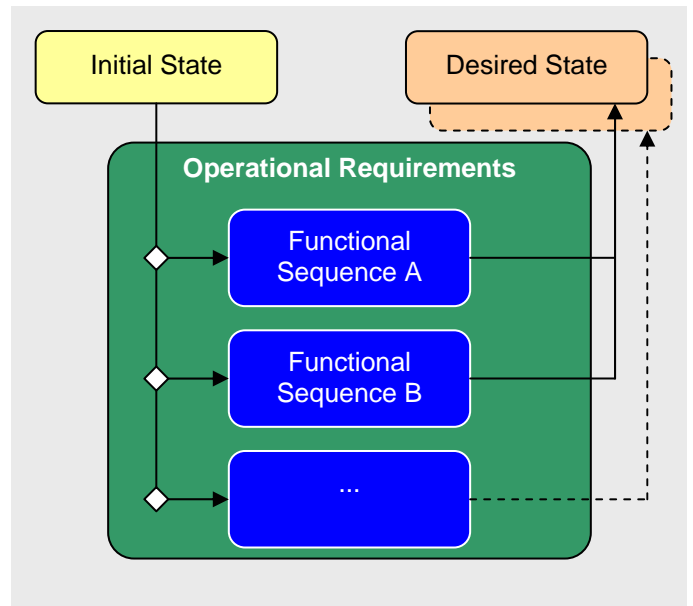 Initial State
Desired State
Operational Requirements
Functional
Sequence A
Functional
Sequence B
...